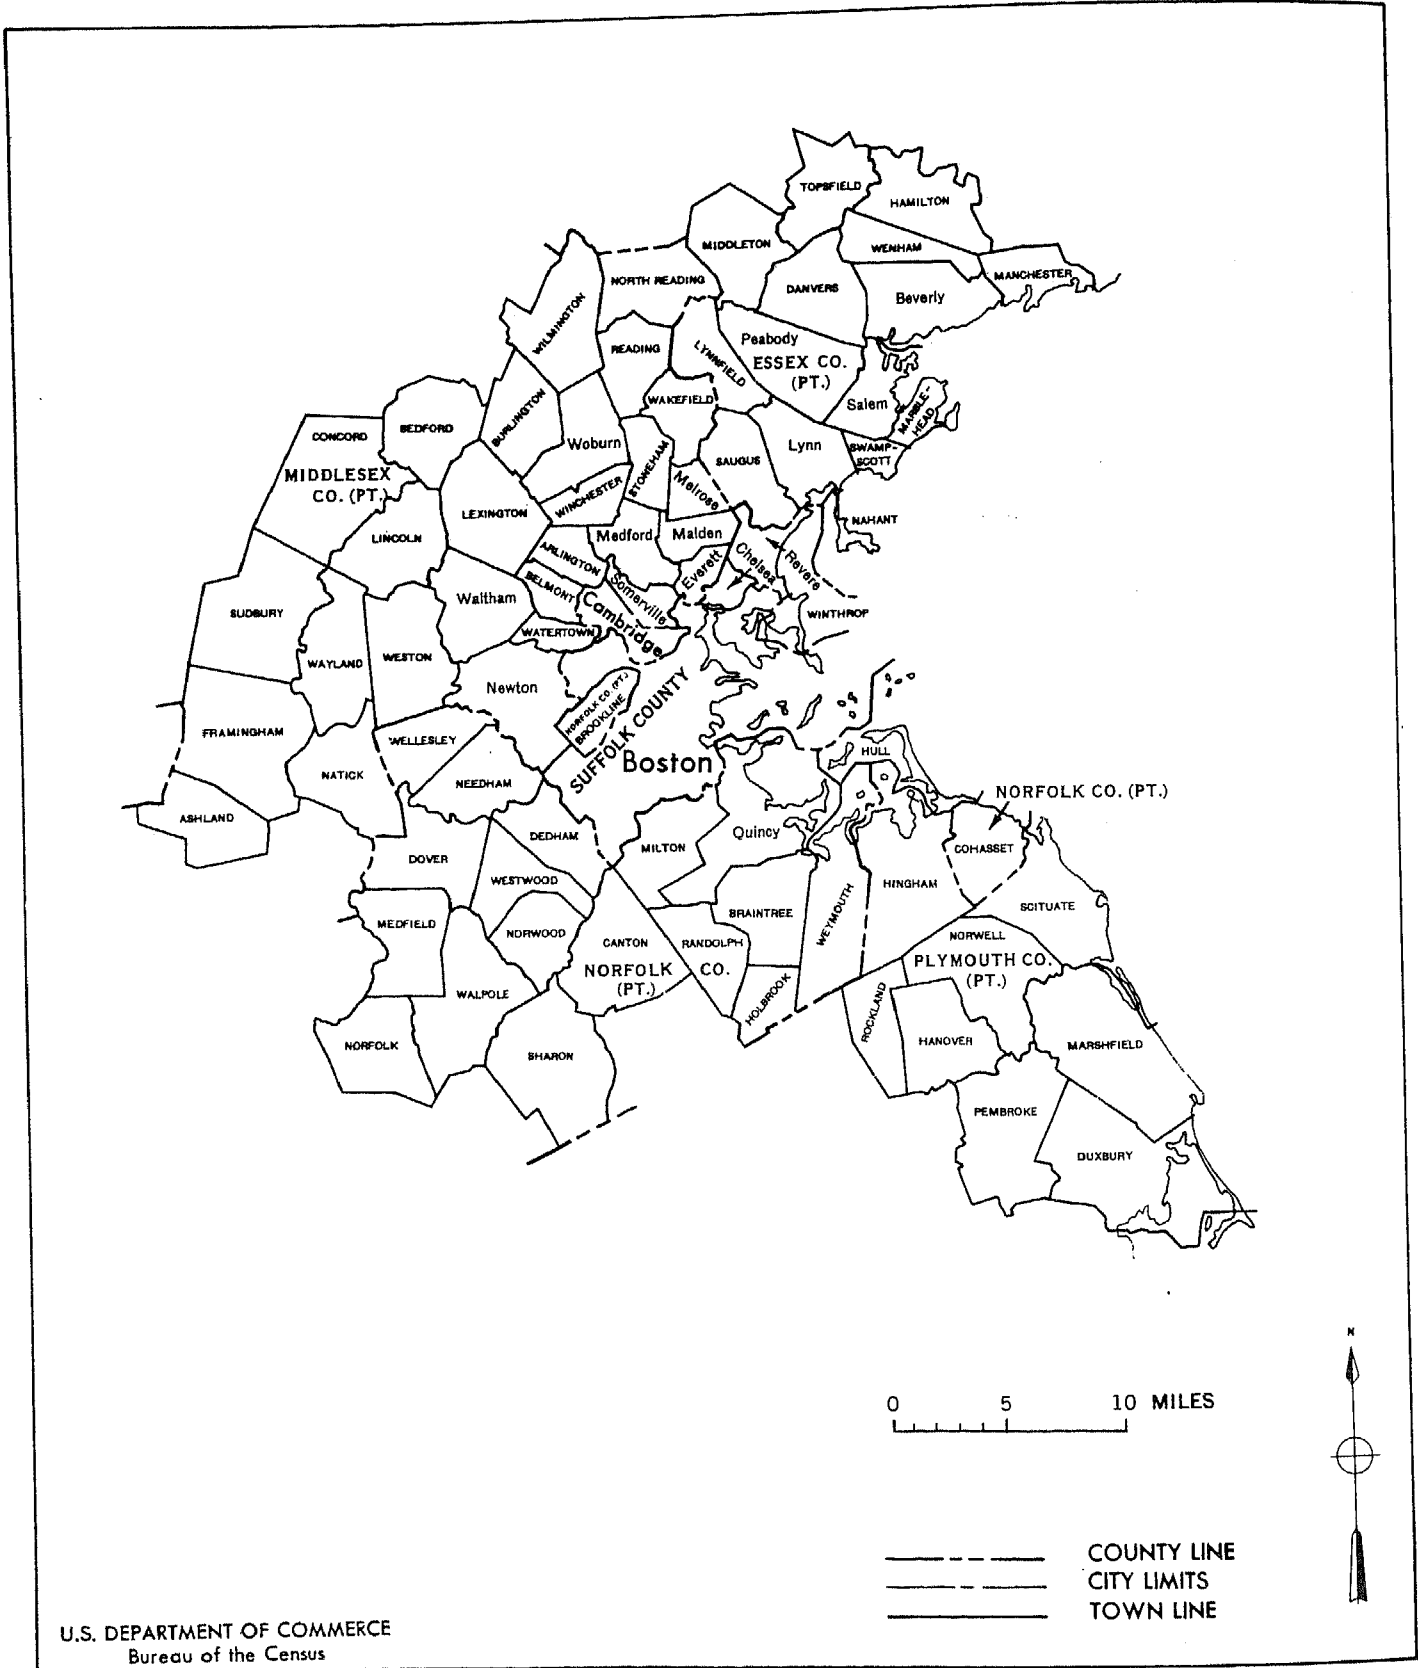 TOPSFIELD
HAMILTON
MIDDLETON
WENHAM
NORTH READING
DANVERS
MANCHESTER
Beverly
WILMINGTON
READING
LYNNFIELD
Peabody
ESSEX CO.
(PT.)
WAKEFIELD
Salem
MARBLE-
HEAD
BURLINGTON
BEDFORD
CONCORD
Woburn
STONEHAM
SAUGUS
Lynn
SWAMP-
SCOTT
MIDDLESEX
CO. (PT.)
WINCHESTER
Melrose
LEXINGTON
NAHANT
LINCOLN
ARLINGTON
Medford
Malden
Everett
Chelsea
Revere
BELMONT
Somerville
Cambridge
WINTHROP
Waltham
SUDBURY
WATERTOWN
WAYLAND
WESTON
Newton
NORFOLK CO. (PT.)
BROOKLINE
SUFFOLK COUNTY
Boston
FRAMINGHAM
WELLESLEY
HULL
NATICK
NEEDHAM
NORFOLK CO. (PT.)
ASHLAND
DEDHAM
MILTON
Quincy
COHASSET
DOVER
WESTWOOD
HINGHAM
SCITUATE
MEDFIELD
NORWOOD
BRAINTREE
WEYMOUTH
CANTON
RANDOLPH
NORWELL
NORFOLK CO.
(PT.)
PLYMOUTH CO.
(PT.)
WALPOLE
HOLBROOK
ROCKLAND
NORFOLK
SHARON
HANOVER
MARSHFIELD
PEMBROKE
DUXBURY
N
0 5 10 MILES
COUNTY LINE
CITY LIMITS
TOWN LINE
U.S. DEPARTMENT OF COMMERCE
Bureau of the Census